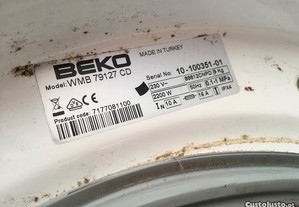 BEKO
MADE IN TURKEY
Model: WMB 79127 CD
Serial No: 10-100351-01
230 V~
50Hz
2200 W
10 A
16 A
IPX4
Product Code: 7177081100
CustoJusto.pt